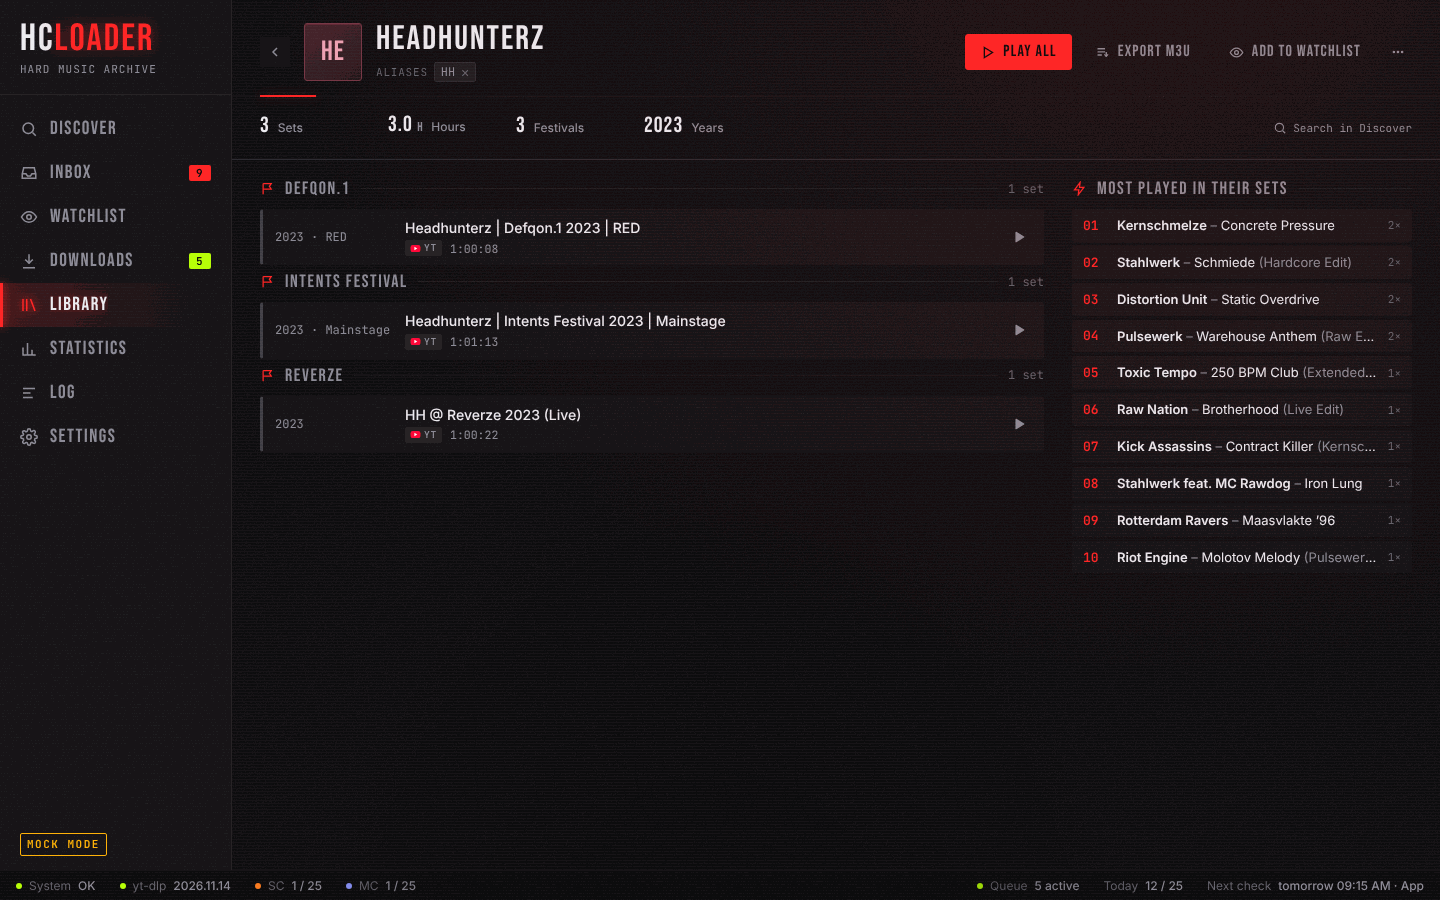 HCLOADER
HARD MUSIC ARCHIVE
DISCOVER
INBOX 9
WATCHLIST
DOWNLOADS 5
LIBRARY
STATISTICS
LOG
SETTINGS
MOCK MODE
HE
HEADHUNTERZ
ALIASES HH ×
PLAY ALL
EXPORT M3U
ADD TO WATCHLIST
3 Sets
3.0 H Hours
3 Festivals
2023 Years
Search in Discover
DEFQON.1 1 set
2023 · RED
Headhunterz | Defqon.1 2023 | RED
YT 1:00:08
INTENTS FESTIVAL 1 set
2023 · Mainstage
Headhunterz | Intents Festival 2023 | Mainstage
YT 1:01:13
REVERZE 1 set
2023
HH @ Reverze 2023 (Live)
YT 1:00:22
MOST PLAYED IN THEIR SETS
01 Kernschmelze – Concrete Pressure 2×
02 Stahlwerk – Schmiede (Hardcore Edit) 2×
03 Distortion Unit – Static Overdrive 2×
04 Pulsewerk – Warehouse Anthem (Raw E... 2×
05 Toxic Tempo – 250 BPM Club (Extended... 1×
06 Raw Nation – Brotherhood (Live Edit) 1×
07 Kick Assassins – Contract Killer (Kernsc... 1×
08 Stahlwerk feat. MC Rawdog – Iron Lung 1×
09 Rotterdam Ravers – Maasvlakte ’96 1×
10 Riot Engine – Molotov Melody (Pulsewer... 1×
System OK
yt-dlp 2026.11.14
SC 1 / 25
MC 1 / 25
Queue 5 active
Today 12 / 25
Next check tomorrow 09:15 AM · App